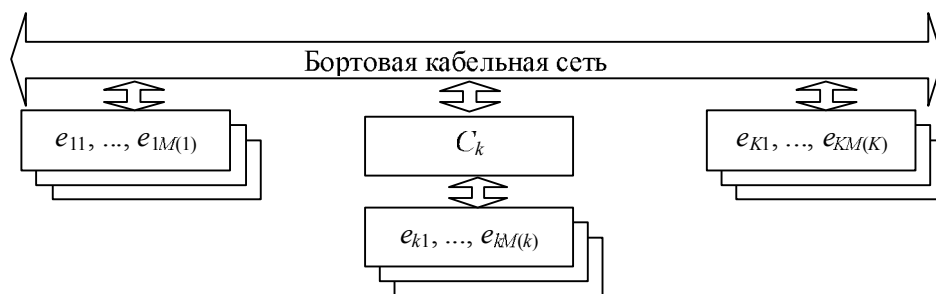 Бортовая кабельная сеть
e11, ..., e1M(1)
Ck
eK1, ..., eKM(K)
ek1, ..., ekM(k)